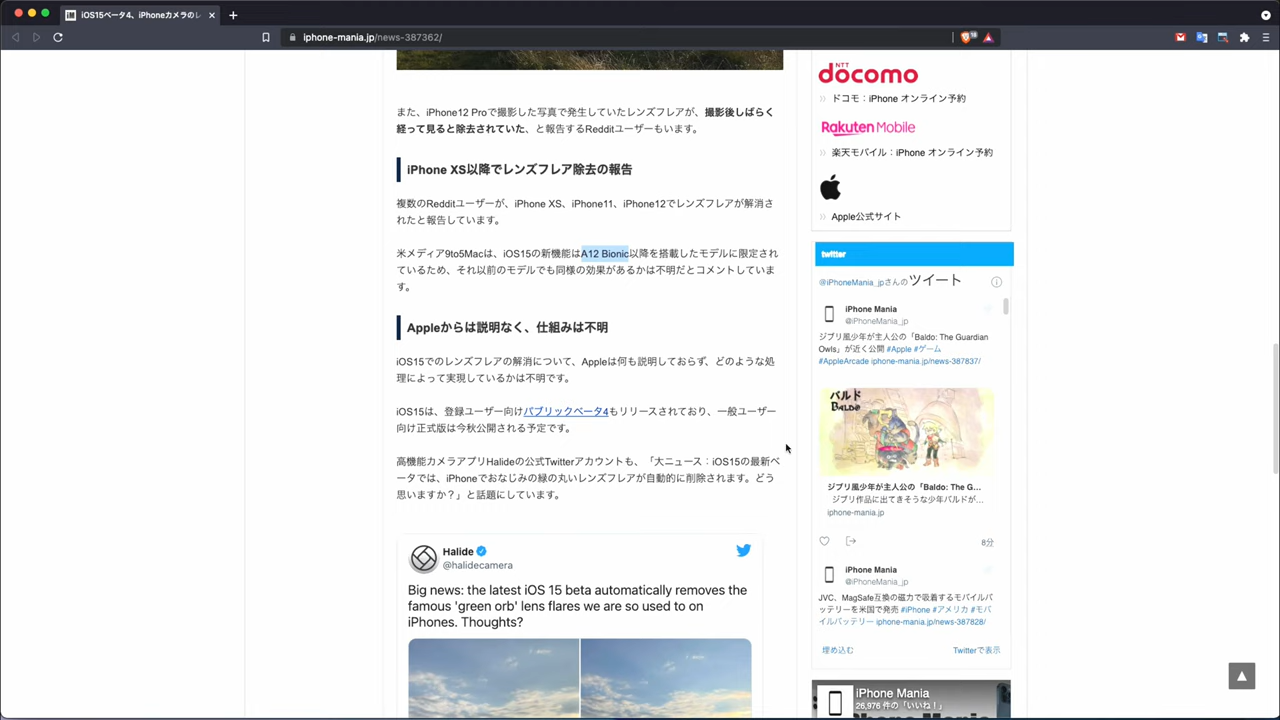 iOS15ベータ4、iPhoneカメラのレ
iphone-mania.jp/news-387362/
18
また、iPhone12 Proで撮影した写真で発生していたレンズフレアが、撮影後しばらく
経って見ると除去されていた、と報告するRedditユーザーもいます。
iPhone XS以降でレンズフレア除去の報告
複数のRedditユーザーが、iPhone XS、iPhone11、iPhone12でレンズフレアが解消さ
れたと報告しています。
米メディア9to5Macは、iOS15の新機能はA12 Bionic以降を搭載したモデルに限定され
ているため、それ以前のモデルでも同様の効果があるかは不明だとコメントしていま
す。
Appleからは説明なく、仕組みは不明
iOS15でのレンズフレアの解消について、Appleは何も説明しておらず、どのような処
理によって実現しているかは不明です。
iOS15は、登録ユーザー向けパブリックベータ4もリリースされており、一般ユーザー
向け正式版は今秋公開される予定です。
高機能カメラアプリHalideの公式Twitterアカウントも、「大ニュース：iOS15の最新ベ
ータでは、iPhoneでおなじみの緑の丸いレンズフレアが自動的に削除されます。どう
思いますか？」と話題にしています。
Halide
@halidecamera
Big news: the latest iOS 15 beta automatically removes the
famous 'green orb' lens flares we are so used to on
iPhones. Thoughts?
NTT
docomo
ドコモ：iPhone オンライン予約
Rakuten Mobile
楽天モバイル：iPhone オンライン予約
Apple公式サイト
twitter
@iPhoneMania_jpさんのツイート
iPhone Mania
@iPhoneMania_jp
ジブリ風少年が主人公の「Baldo: The Guardian
Owls」が近く公開 #Apple #ゲーム
#AppleArcade iphone-mania.jp/news-387837/
バルド
BALDO
ジブリ風少年が主人公の「Baldo: The G…
ジブリ作品に出てきそうな少年バルドが…
iphone-mania.jp
8分
iPhone Mania
@iPhoneMania_jp
JVC、MagSafe互換の磁力で吸着するモバイルバ
ッテリーを米国で発売 #iPhone #アメリカ #モバ
イルバッテリー iphone-mania.jp/news-387828/
埋め込む
Twitterで表示
iPhone Mania
26,976 件の「いいね！」